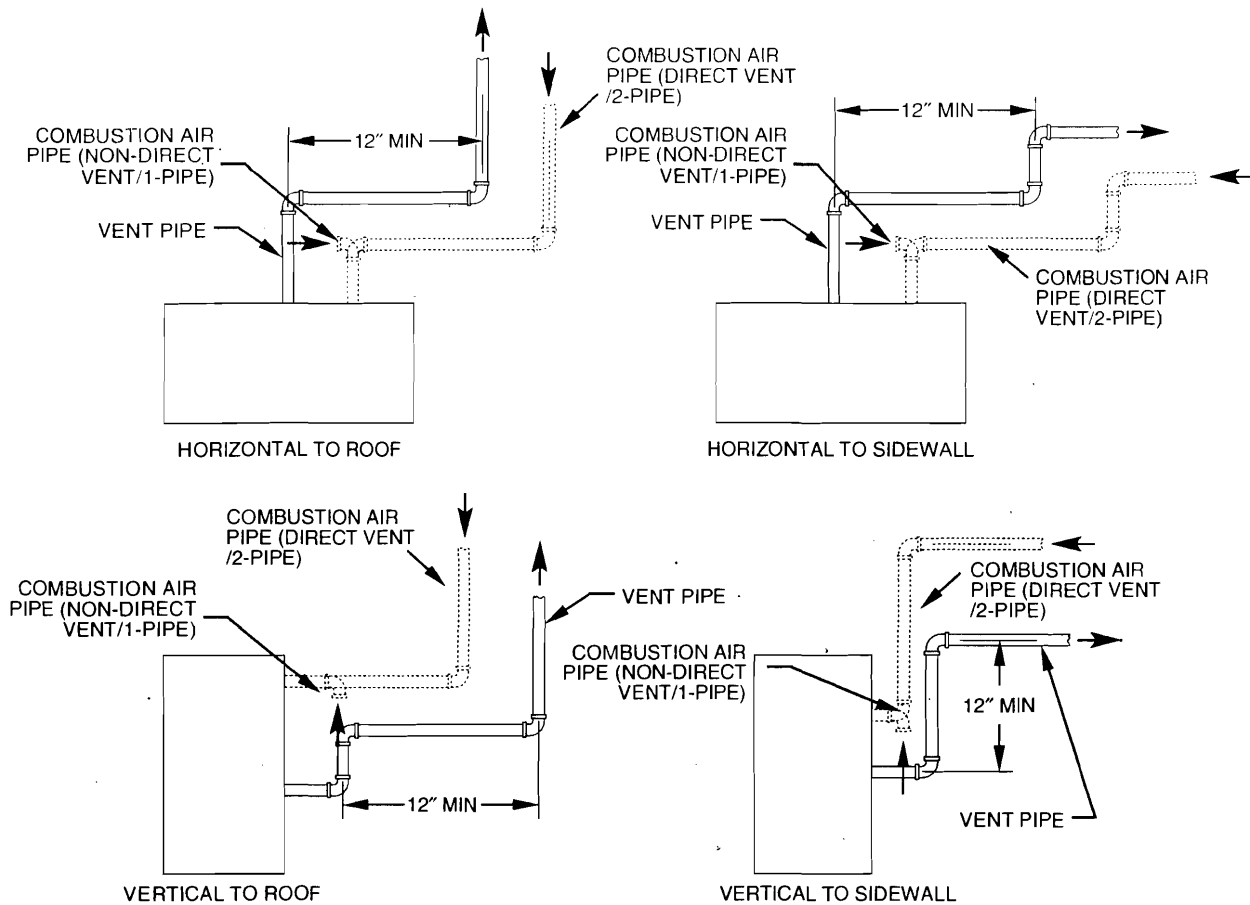 COMBUSTION AIR
PIPE (DIRECT VENT
/2-PIPE)
12" MIN
COMBUSTION AIR
PIPE (NON-DIRECT
VENT/1-PIPE)
VENT PIPE
HORIZONTAL TO ROOF
12" MIN
COMBUSTION AIR
PIPE (NON-DIRECT
VENT/1-PIPE)
VENT PIPE
COMBUSTION AIR
PIPE (DIRECT
VENT/2-PIPE)
HORIZONTAL TO SIDEWALL
COMBUSTION AIR
PIPE (DIRECT VENT
/2-PIPE)
COMBUSTION AIR
PIPE (NON-DIRECT
VENT/1-PIPE)
VENT PIPE
12" MIN
VERTICAL TO ROOF
COMBUSTION AIR
PIPE (DIRECT VENT
/2-PIPE)
COMBUSTION AIR
PIPE (NON-DIRECT
VENT/1-PIPE)
12" MIN
VENT PIPE
VERTICAL TO SIDEWALL